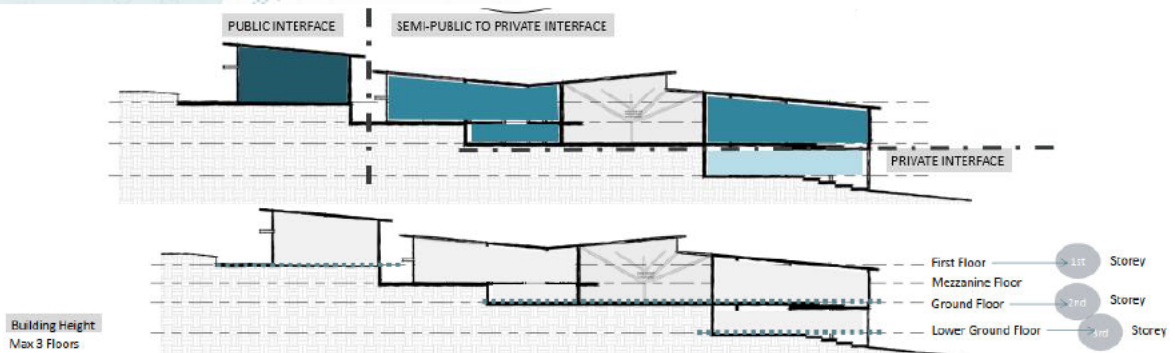 PUBLIC INTERFACE
SEMI-PUBLIC TO PRIVATE INTERFACE
PRIVATE INTERFACE
First Floor
1st
Storey
Mezzanine Floor
Ground Floor
2nd
Storey
Lower Ground Floor
3rd
Storey
Building Height
Max 3 Floors